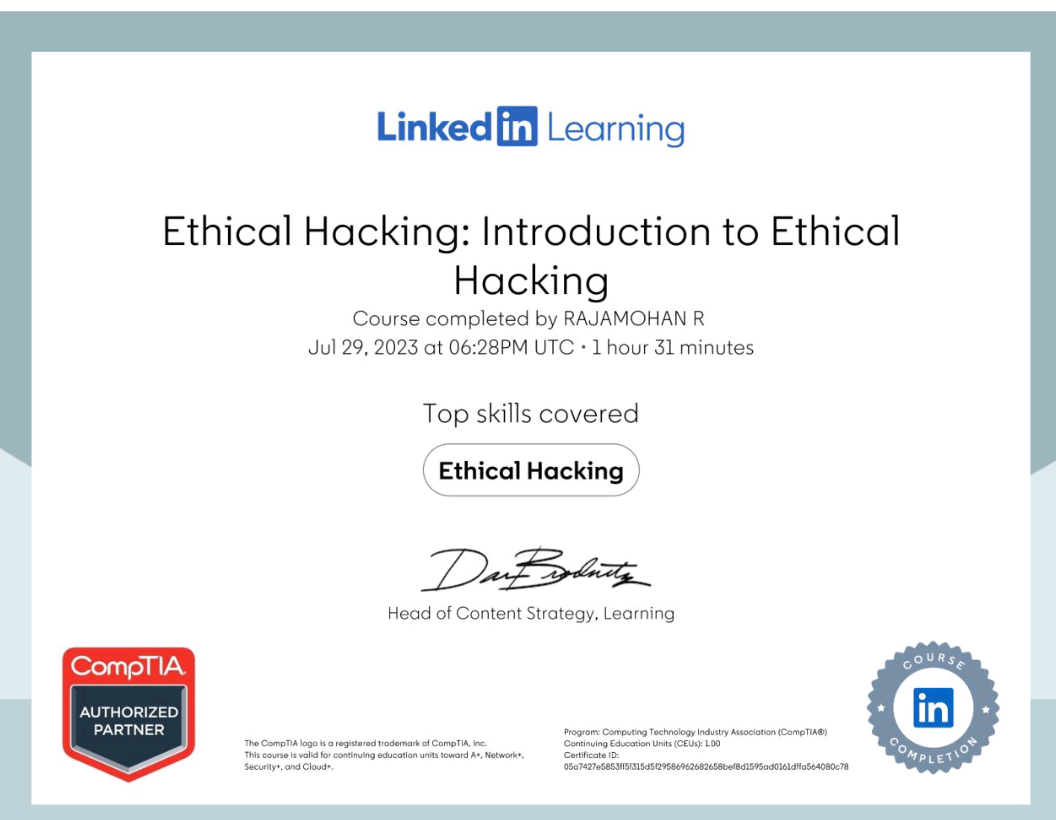 Linked in Learning
Ethical Hacking: Introduction to Ethical
Hacking
Course completed by RAJAMOHAN R
Jul 29, 2023 at 06:28PM UTC • 1 hour 31 minutes
Top skills covered
Ethical Hacking
Head of Content Strategy, Learning
CompTIA.
AUTHORIZED
PARTNER
The CompTIA logo is a registered trademark of CompTIA, Inc.
This course is valid for continuing education units toward A+, Network+,
Security+, and Cloud+.
Program: Computing Technology Industry Association (CompTIA®)
Continuing Education Units (CEUs): 1.00
Certificate ID:
COURSE
in
COMPLETION